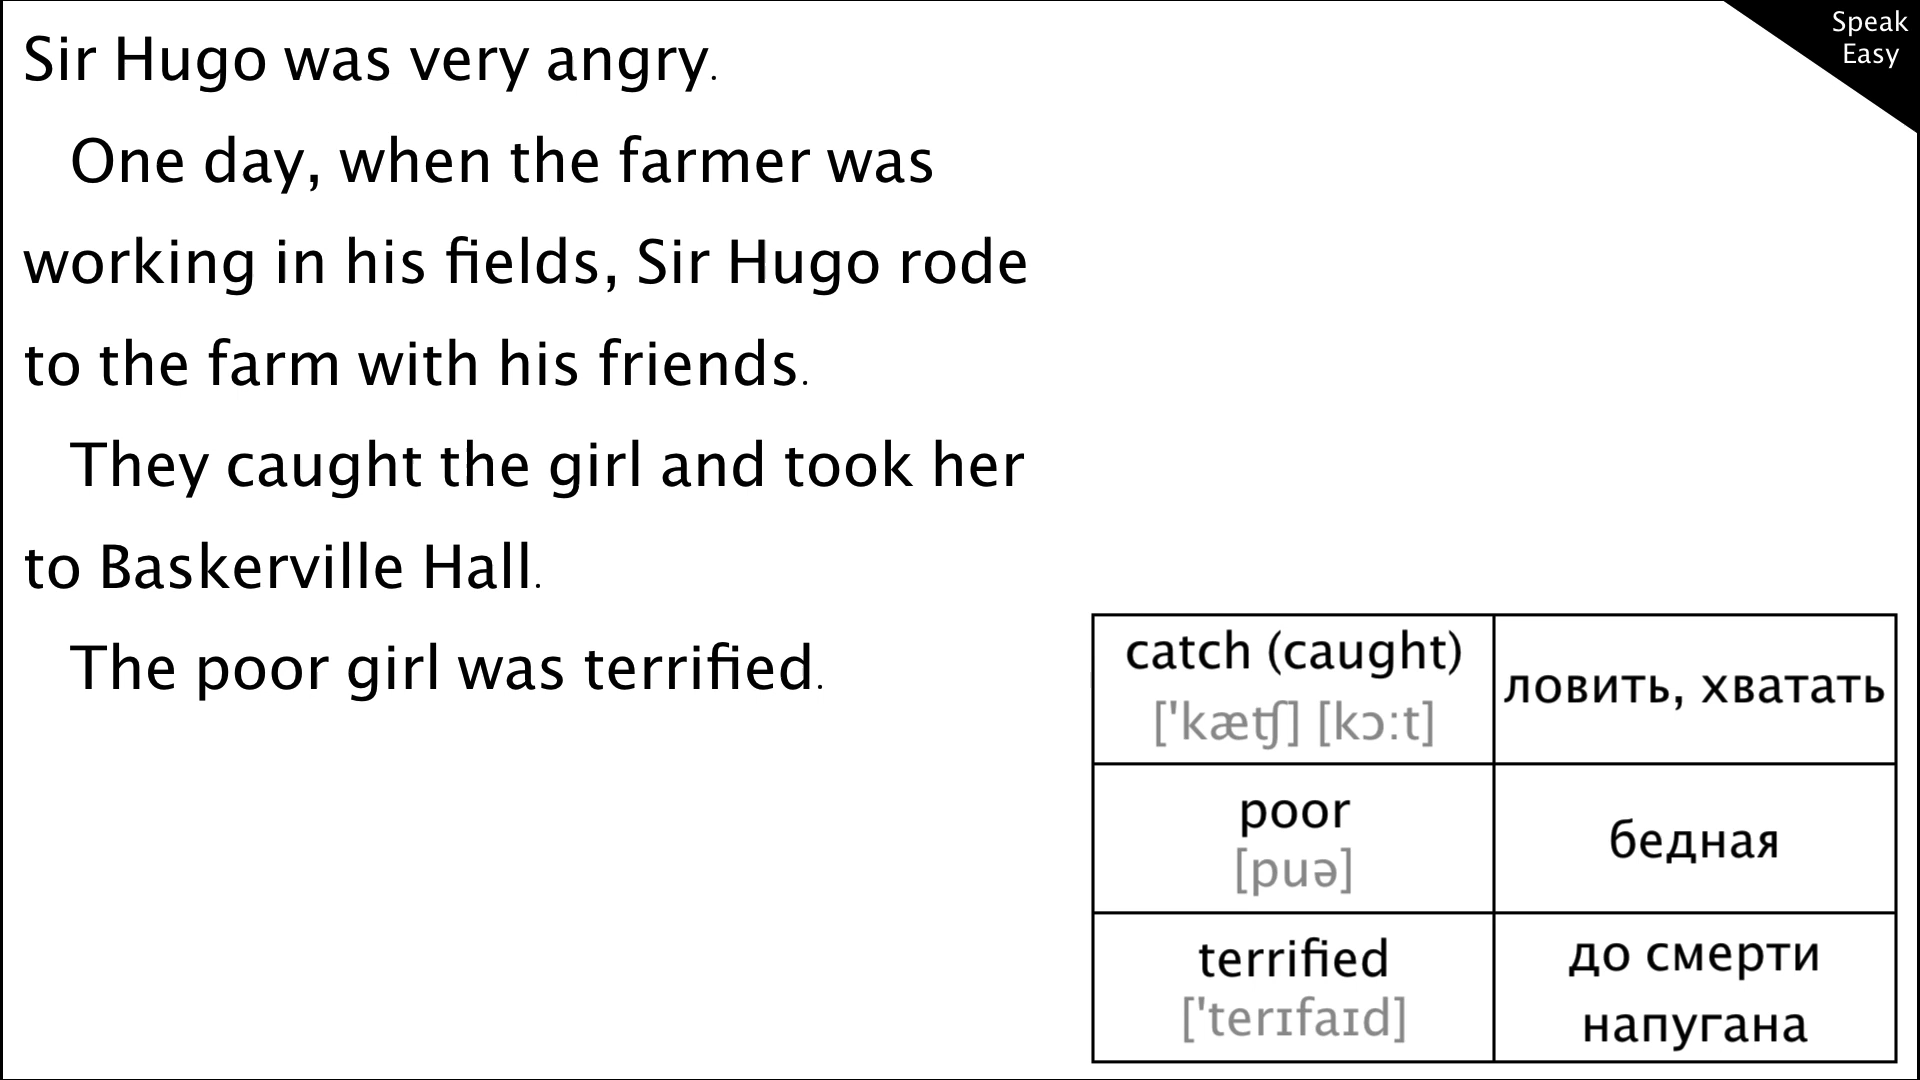 Sir Hugo was very angry.
One day, when the farmer was
working in his fields, Sir Hugo rode
to the farm with his friends.
They caught the girl and took her
to Baskerville Hall.
The poor girl was terrified.
Speak
Easy
catch (caught)
['kæʧ] [kɔːt]
ловить, хватать
poor
[puə]
бедная
terrified
['terɪfaɪd]
до смерти
напугана